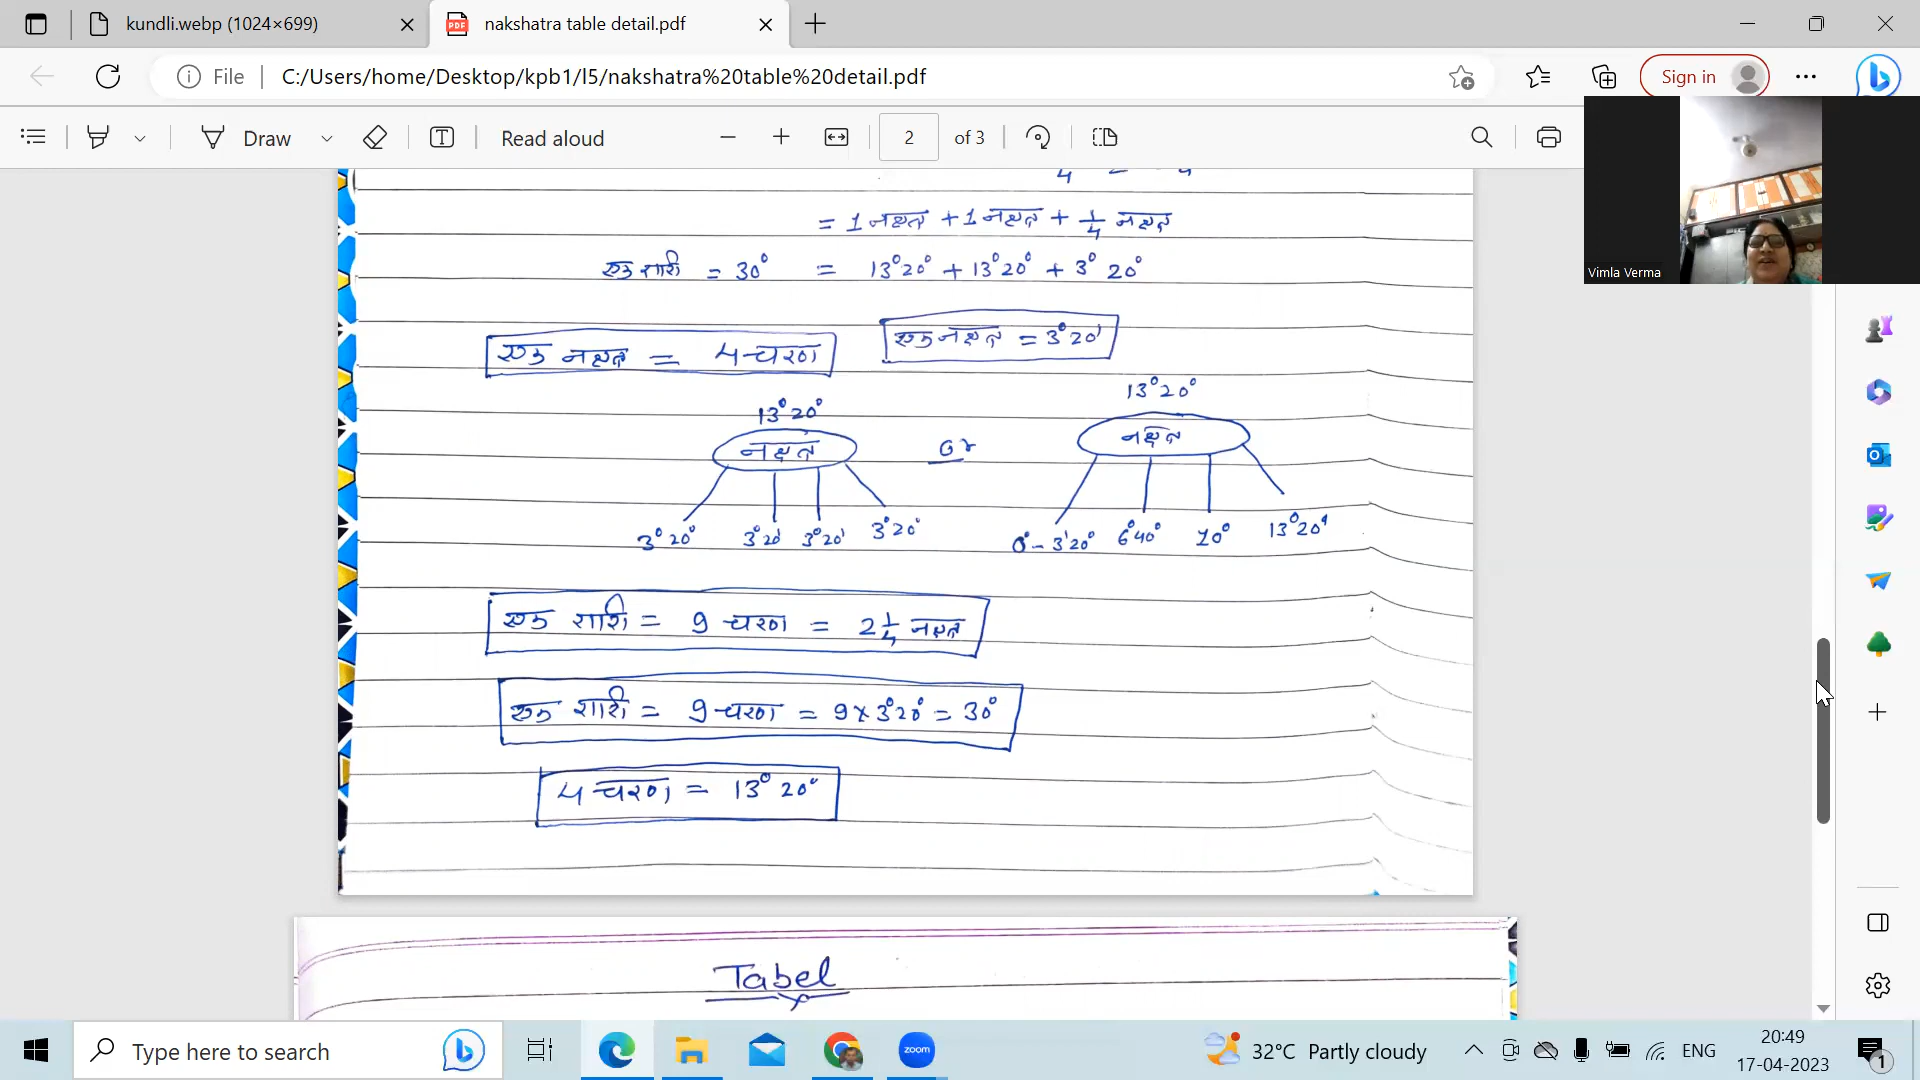 kundli.webp (1024×699)
nakshatra table detail.pdf
File
C:/Users/home/Desktop/kpb1/l5/nakshatra%20table%20detail.pdf
Sign in
Draw
Read aloud
2 of 3
Vimla Verma
= 1 नक्षत्र + 1 नक्षत्र + 1/4 नक्षत्र
एक राशि = 30° = 13°20° + 13°20° + 3°20°
एक नक्षत्र = 4 चरण
एक नक्षत्र = 3°20'
13°20°
13°20°
नक्षत्र
or
नक्षत्र
3°20° 3°20' 3°20' 3°20'
0° - 3'20° 6°40° 10° 13°20'
एक राशि = 9 चरण = 2 1/4 नक्षत्र
एक राशि = 9 चरण = 9 × 3°20° = 30°
4 चरण = 13°20°
Tabel
Type here to search
zoom
32°C Partly cloudy
ENG
20:49
17-04-2023
1